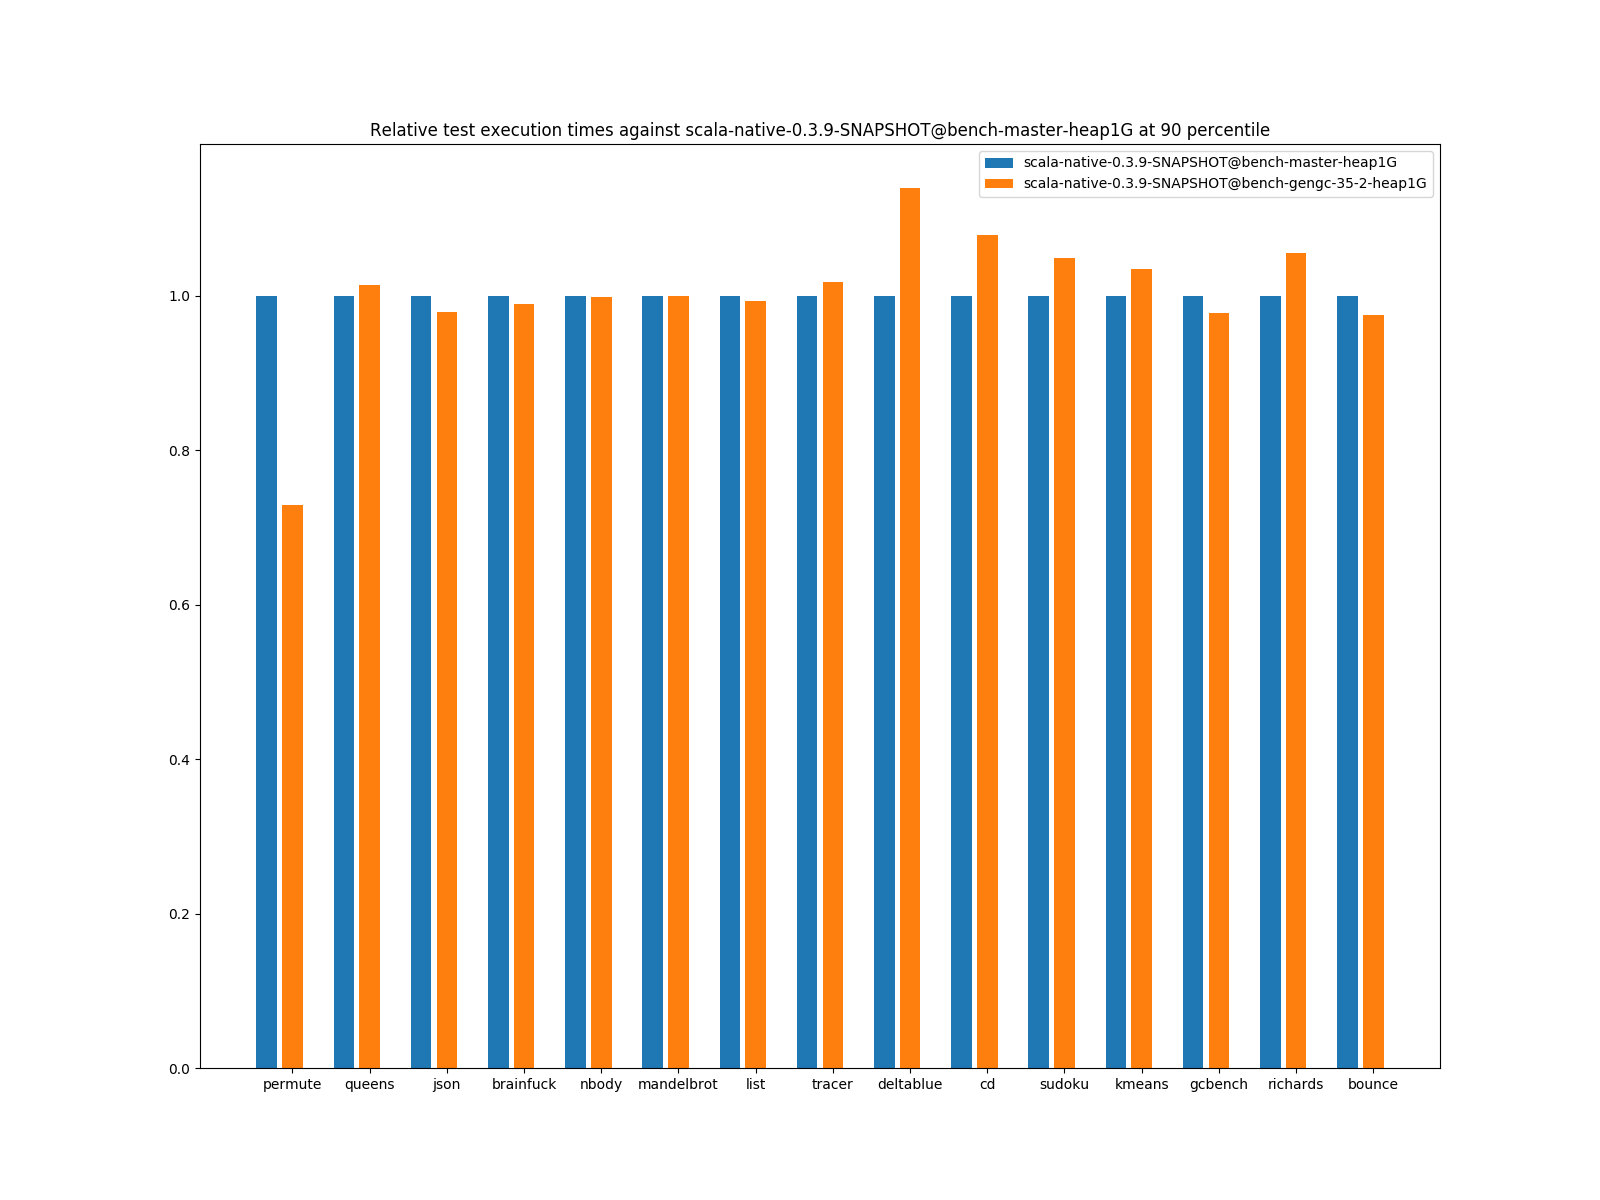 Relative test execution times against scala-native-0.3.9-SNAPSHOT@bench-master-heap1G at 90 percentile
scala-native-0.3.9-SNAPSHOT@bench-master-heap1G
scala-native-0.3.9-SNAPSHOT@bench-gengc-35-2-heap1G
1.0
0.8
0.6
0.4
0.2
0.0
permute queens json brainfuck nbody mandelbrot list tracer deltablue cd sudoku kmeans gcbench richards bounce